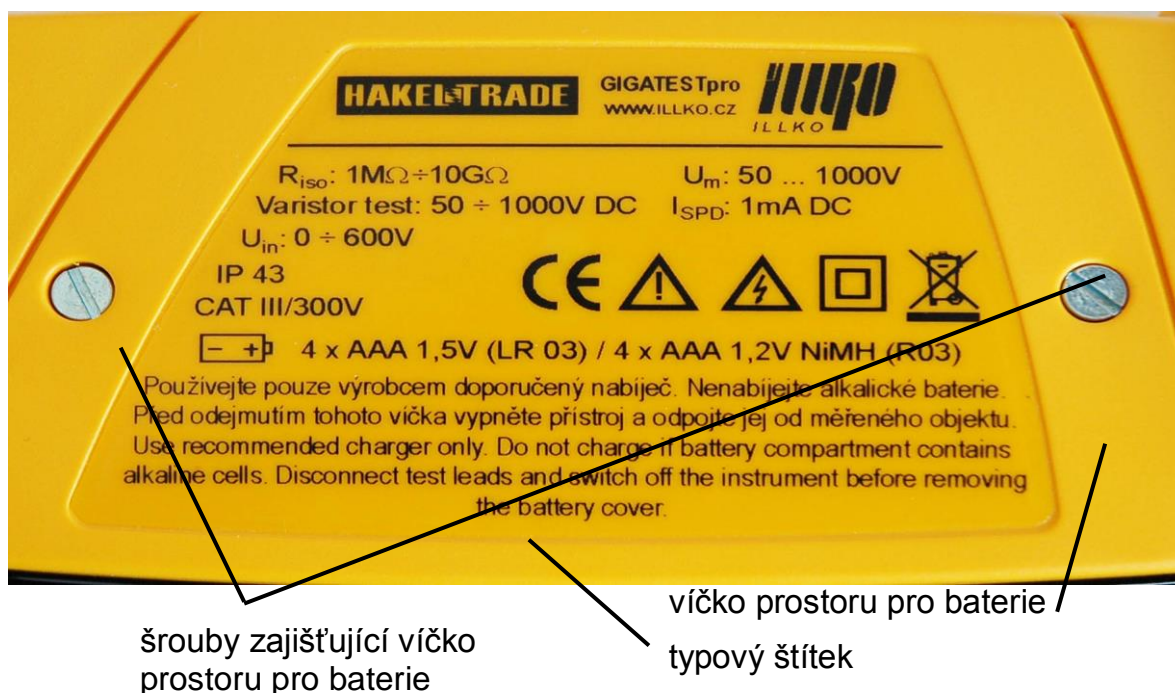 HAKEL TRADE
GIGATESTpro
WWW.ILLKO.CZ
ILLKO
R_iso: 1MΩ÷10GΩ
U_m: 50 ... 1000V
Varistor test: 50 ÷ 1000V DC
I_SPD: 1mA DC
U_in: 0 ÷ 600V
IP 43
CAT III/300V
CE
- +
4 x AAA 1,5V (LR 03) / 4 x AAA 1,2V NiMH (R03)
Používejte pouze výrobcem doporučený nabíječ. Nenabíjejte alkalické baterie.
Před odejmutím tohoto víčka vypněte přístroj a odpojte jej od měřeného objektu.
Use recommended charger only. Do not charge if battery compartment contains
alkaline cells. Disconnect test leads and switch off the instrument before removing
the battery cover.
šrouby zajišťující víčko
prostoru pro baterie
víčko prostoru pro baterie
typový štítek